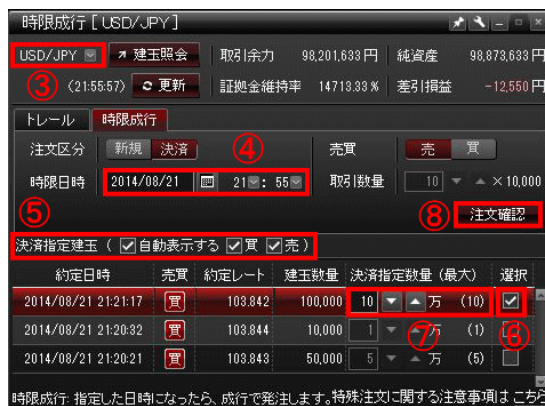 時限成行 [ USD/JPY ]
USD/JPY 建玉照会 取引余力 98,201,633 円 純資産 98,873,633 円
③ (21:55:57) 更新 証拠金維持率 14713.33 % 差引損益 -12,550 円
トレール 時限成行
注文区分 新規 決済 ④ 売買 売 買
時限日時 2014/08/21 21 : 55 取引数量 10 × 10,000
⑤ ⑧ 注文確認
決済指定建玉 ( 自動表示する 買 売 )
約定日時 売買 約定レート 建玉数量 決済指定数量 (最大) 選択
2014/08/21 21:21:17 買 103.842 100,000 10 万 (10)
2014/08/21 21:20:32 買 103.844 10,000 1 万 (1)
⑦ ⑥
2014/08/21 21:20:21 買 103.843 50,000 5 万 (5)
時限成行: 指定した日時になったら、成行で発注します。特殊注文に関する注意事項は こちら